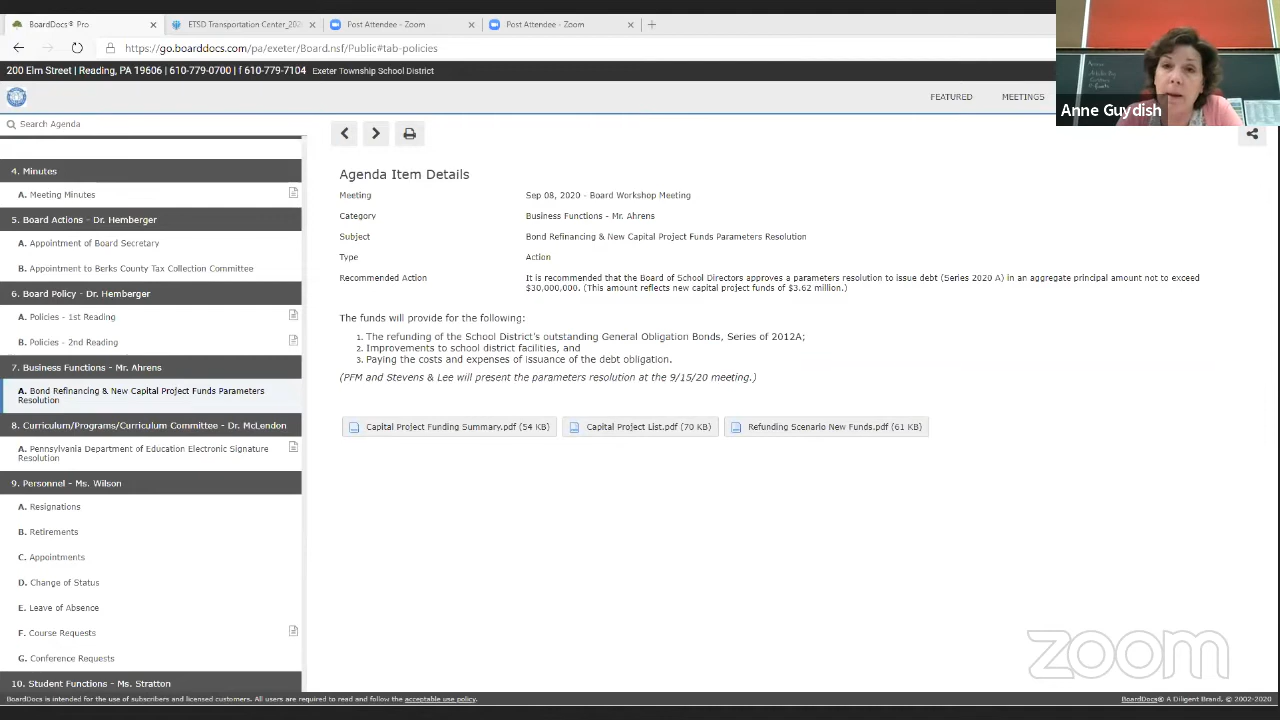 BoardDocs® Pro
ETSD Transportation Center_202
Post Attendee - Zoom
Post Attendee - Zoom
https://go.boarddocs.com/pa/exeter/Board.nsf/Public#tab-policies
200 Elm Street | Reading, PA 19606 | 610-779-0700 | f 610-779-7104 Exeter Township School District
FEATURED
MEETINGS
Anne Guydish
Search Agenda
4. Minutes
A. Meeting Minutes
5. Board Actions - Dr. Hemberger
A. Appointment of Board Secretary
B. Appointment to Berks County Tax Collection Committee
6. Board Policy - Dr. Hemberger
A. Policies - 1st Reading
B. Policies - 2nd Reading
7. Business Functions - Mr. Ahrens
A. Bond Refinancing & New Capital Project Funds Parameters
Resolution
8. Curriculum/Programs/Curriculum Committee - Dr. McLendon
A. Pennsylvania Department of Education Electronic Signature
Resolution
9. Personnel - Ms. Wilson
A. Resignations
B. Retirements
C. Appointments
D. Change of Status
E. Leave of Absence
F. Course Requests
G. Conference Requests
10. Student Functions - Ms. Stratton
Agenda Item Details
Meeting Sep 08, 2020 - Board Workshop Meeting
Category Business Functions - Mr. Ahrens
Subject Bond Refinancing & New Capital Project Funds Parameters Resolution
Type Action
Recommended Action It is recommended that the Board of School Directors approves a parameters resolution to issue debt (Series 2020 A) in an aggregate principal amount not to exceed
$30,000,000. (This amount reflects new capital project funds of $3.62 million.)
The funds will provide for the following:
1. The refunding of the School District's outstanding General Obligation Bonds, Series of 2012A;
2. Improvements to school district facilities, and
3. Paying the costs and expenses of issuance of the debt obligation.
(PFM and Stevens & Lee will present the parameters resolution at the 9/15/20 meeting.)
Capital Project Funding Summary.pdf (54 KB)
Capital Project List.pdf (70 KB)
Refunding Scenario New Funds.pdf (61 KB)
zoom
BoardDocs is intended for the use of subscribers and licensed customers. All users are required to read and follow the acceptable use policy.
BoardDocs® A Diligent Brand. © 2002-2020